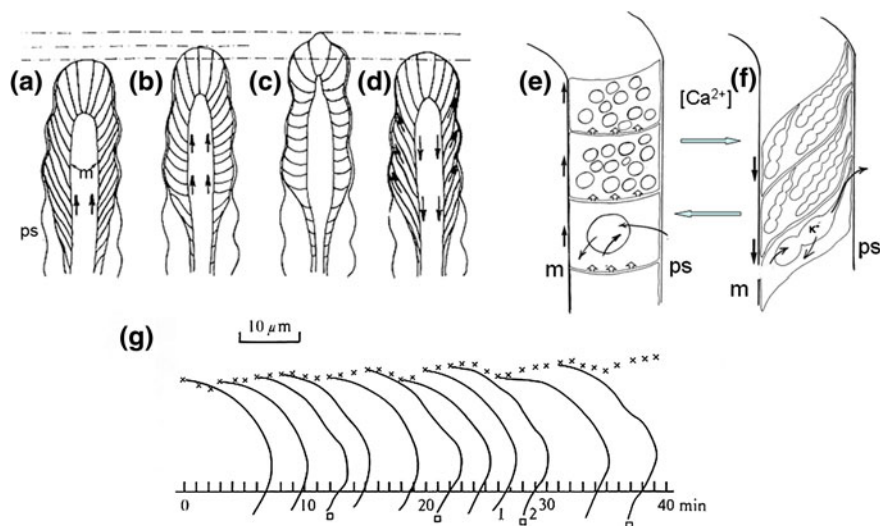 (a)
(b)
(c)
(d)
m
ps
(e)
[Ca²⁺]
(f)
m
ps
K⁺
m
ps
(g)
10 µm
0 10 20 1 2 30 40 min